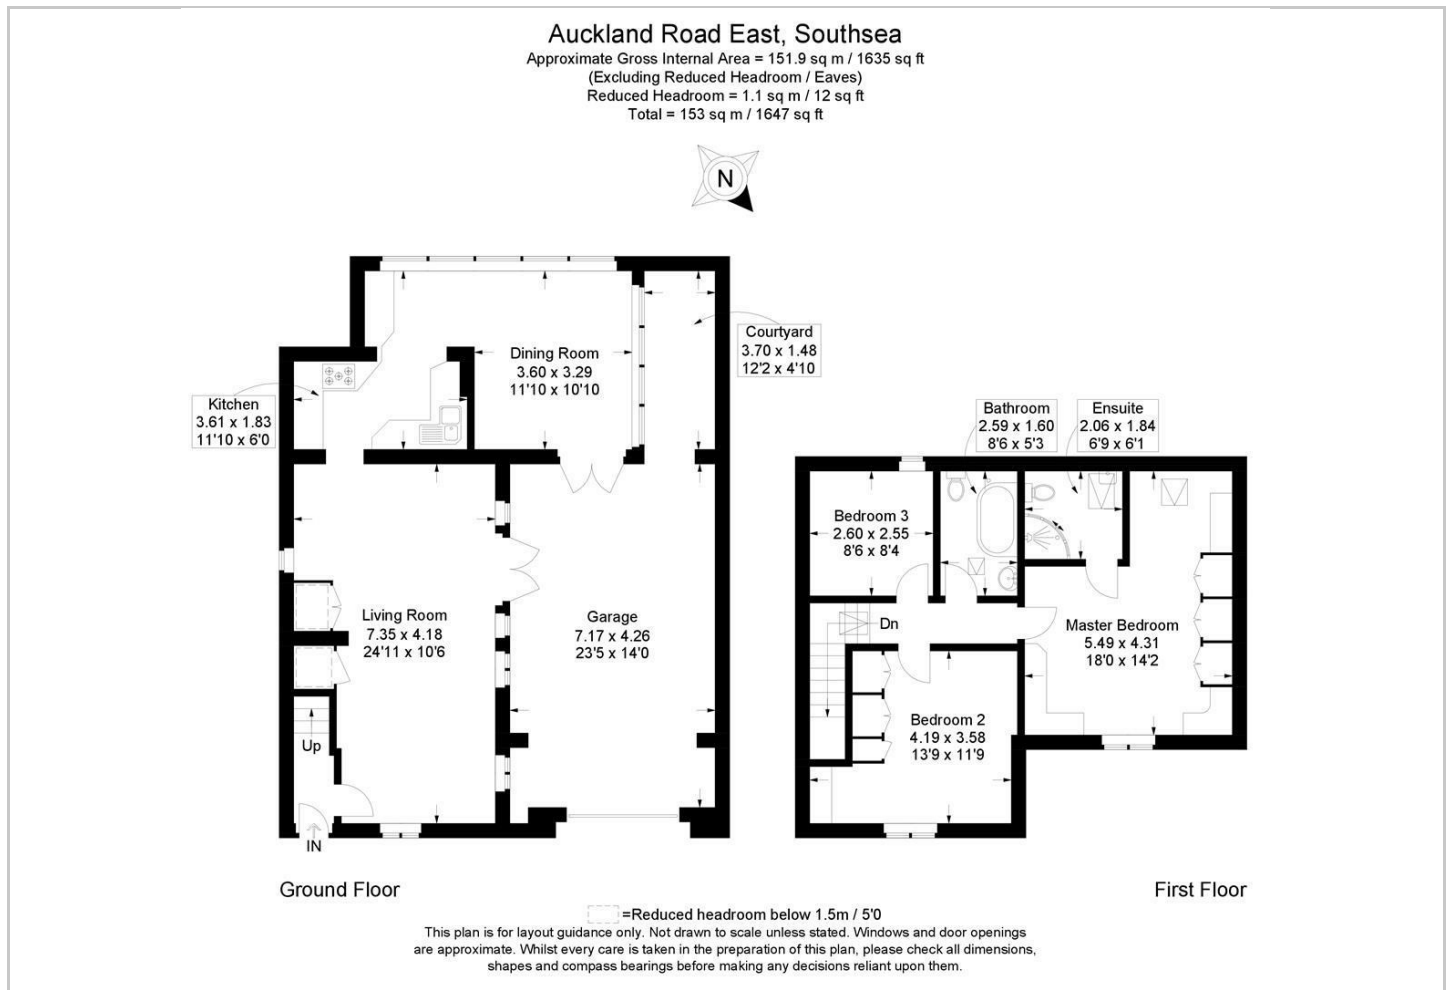 Auckland Road East, Southsea
Approximate Gross Internal Area = 151.9 sq m / 1635 sq ft
(Excluding Reduced Headroom / Eaves)
Reduced Headroom = 1.1 sq m / 12 sq ft
Total = 153 sq m / 1647 sq ft
N
Courtyard
3.70 x 1.48
12'2 x 4'10
Dining Room
3.60 x 3.29
11'10 x 10'10
Kitchen
3.61 x 1.83
11'10 x 6'0
Living Room
7.35 x 4.18
24'11 x 10'6
Garage
7.17 x 4.26
23'5 x 14'0
Up
IN
Ground Floor
Bathroom
2.59 x 1.60
8'6 x 5'3
Ensuite
2.06 x 1.84
6'9 x 6'1
Bedroom 3
2.60 x 2.55
8'6 x 8'4
Dn
Master Bedroom
5.49 x 4.31
18'0 x 14'2
Bedroom 2
4.19 x 3.58
13'9 x 11'9
First Floor
=Reduced headroom below 1.5m / 5'0
This plan is for layout guidance only. Not drawn to scale unless stated. Windows and door openings
are approximate. Whilst every care is taken in the preparation of this plan, please check all dimensions,
shapes and compass bearings before making any decisions reliant upon them.